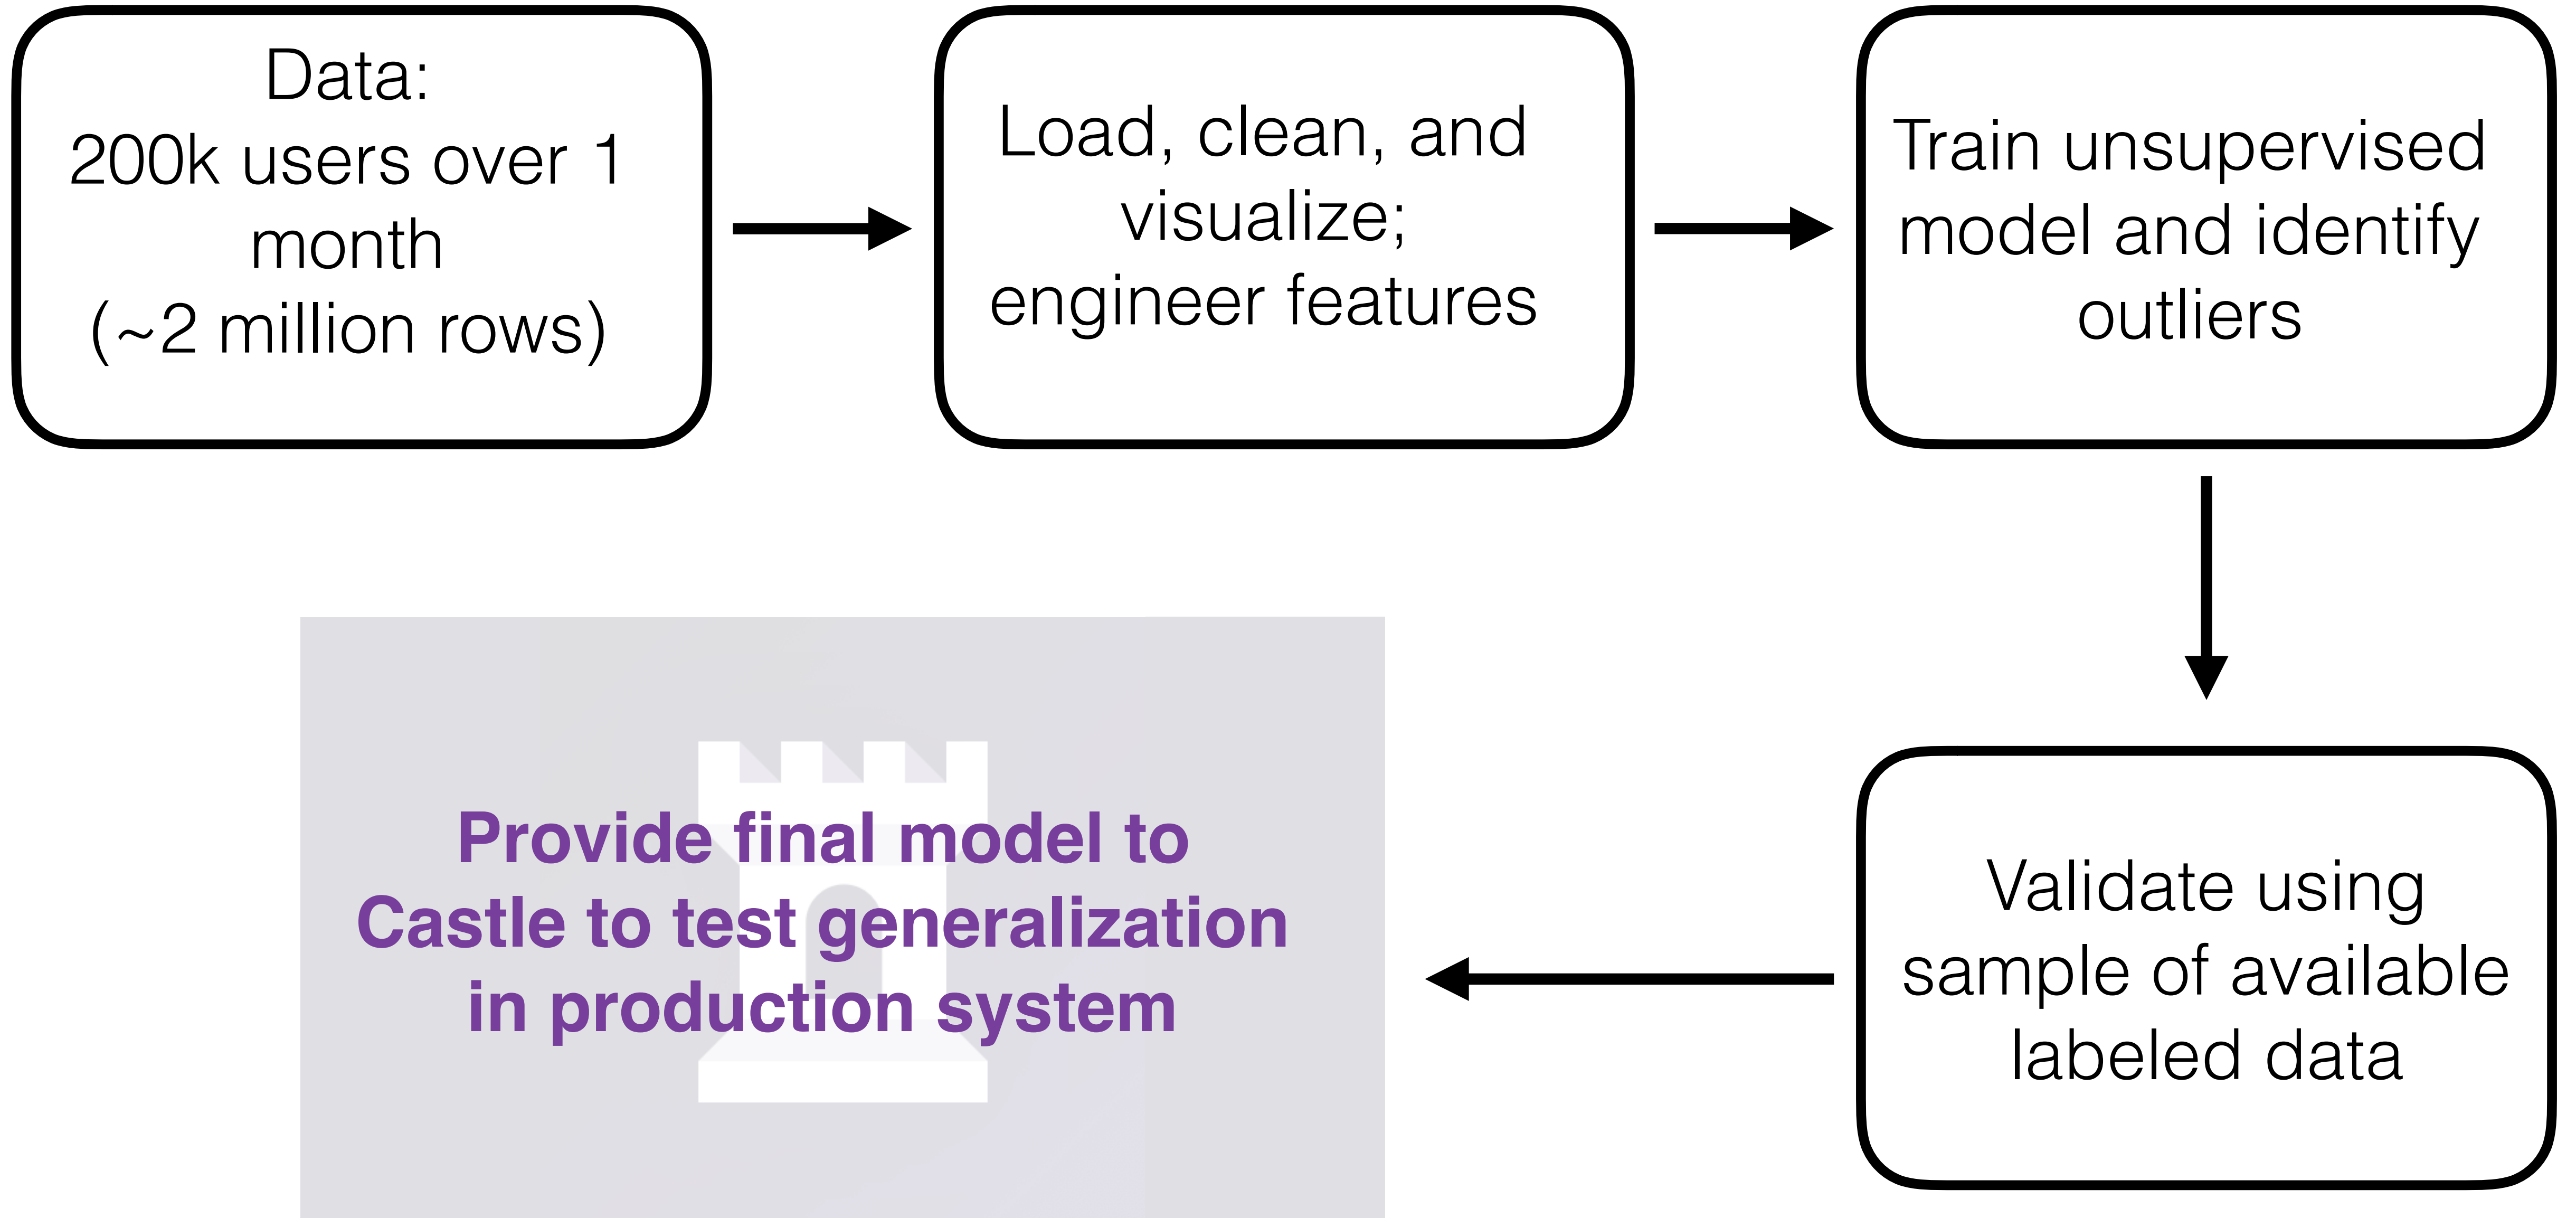 Data:
200k users over 1
month
(~2 million rows)
Load, clean, and
visualize;
engineer features
Train unsupervised
model and identify
outliers
Validate using
sample of available
labeled data
Provide final model to
Castle to test generalization
in production system